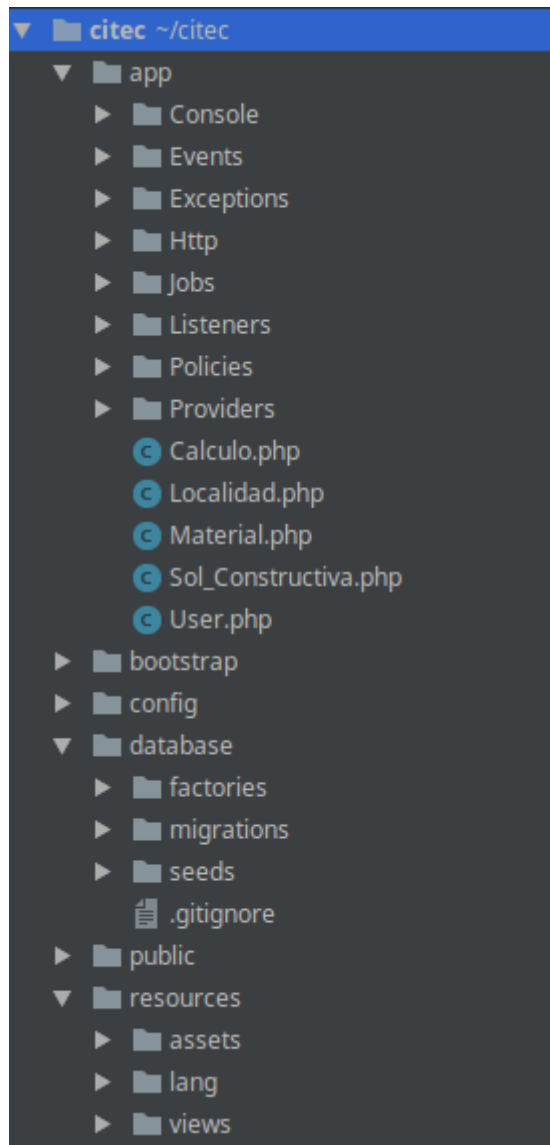 citec ~/citec
app
Console
Events
Exceptions
Http
Jobs
Listeners
Policies
Providers
Calculo.php
Localidad.php
Material.php
Sol_Constructiva.php
User.php
bootstrap
config
database
factories
migrations
seeds
.gitignore
public
resources
assets
lang
views